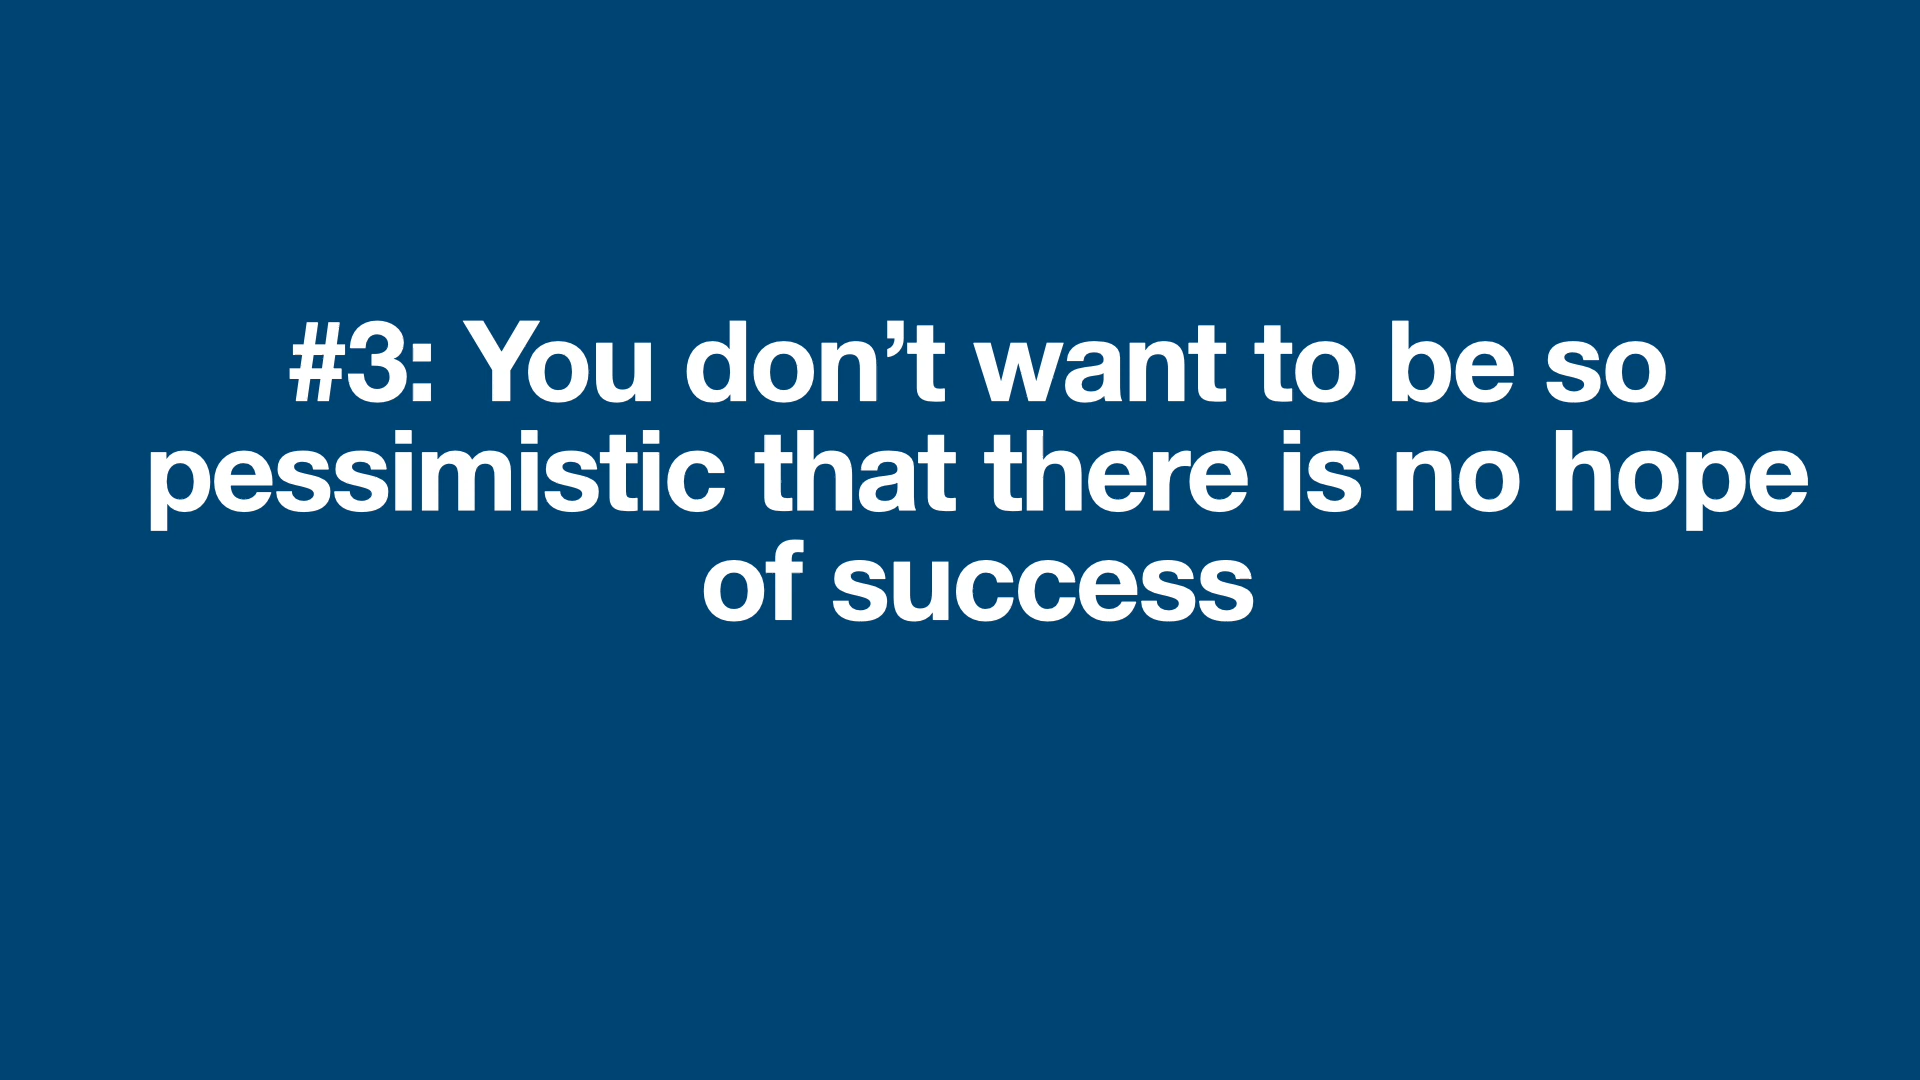 #3: You don’t want to be so
pessimistic that there is no hope
of success